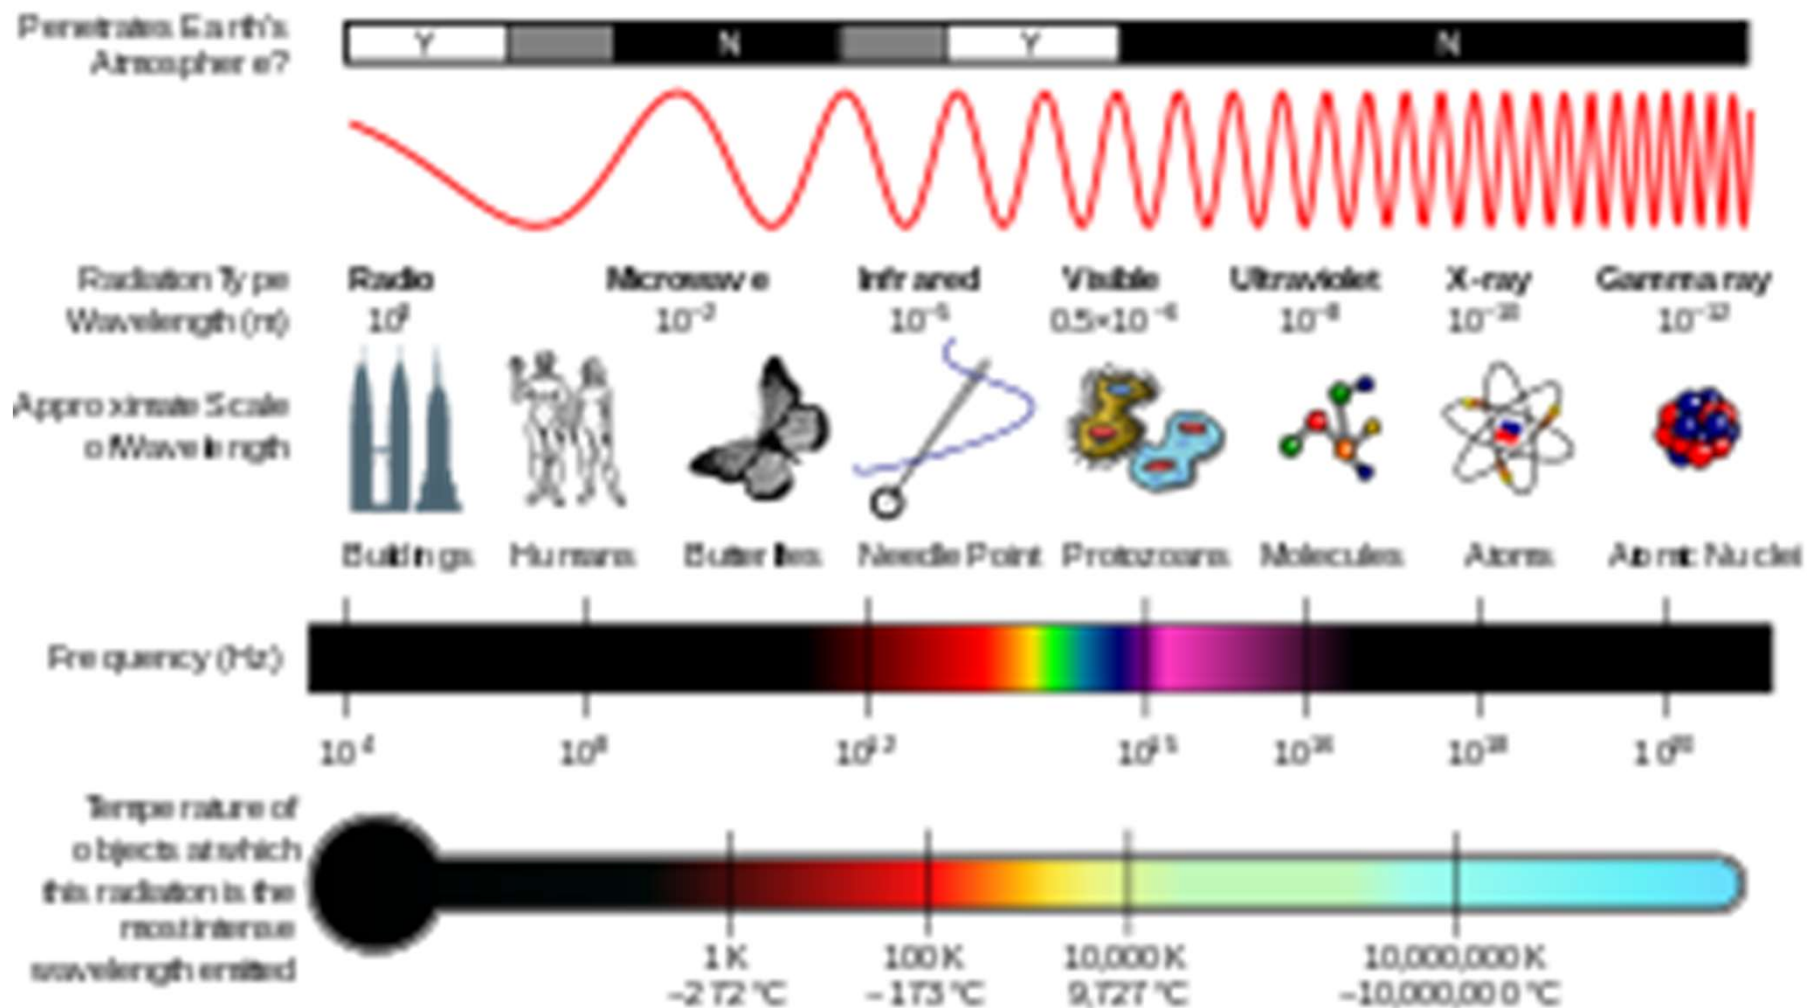 Penetrates Earth's
Atmosphere?
Y N Y N
Radiation Type
Radio Microwave Infrared Visible Ultraviolet X-ray Gamma ray
Wavelength (m)
10³ 10⁻² 10⁻⁵ 0.5×10⁻⁶ 10⁻⁸ 10⁻¹⁰ 10⁻¹²
Approximate Scale
of Wavelength
Buildings Humans Butterflies Needle Point Protozoans Molecules Atoms Atomic Nuclei
Frequency (Hz)
10⁴ 10⁸ 10¹² 10¹⁵ 10¹⁶ 10¹⁸ 10²⁰
Temperature of
objects at which
this radiation is the
most intense
wavelength emitted
1 K 100 K 10,000 K 10,000,000 K
−272 °C −173 °C 9,727 °C ~10,000,000 °C